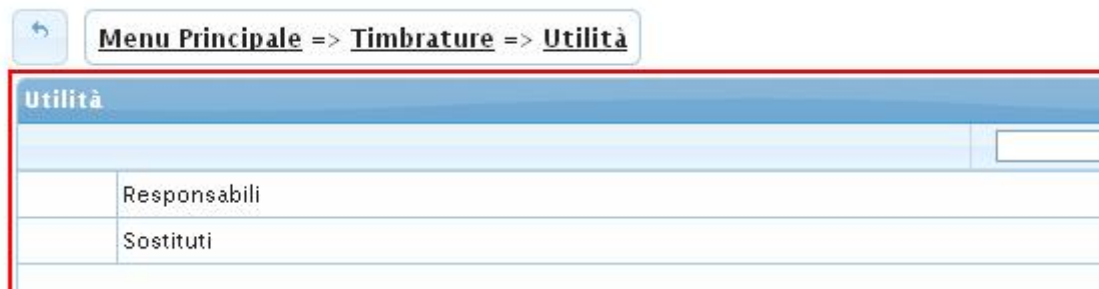 Menu Principale => Timbrature => Utilità
Utilità
Responsabili
Sostituti